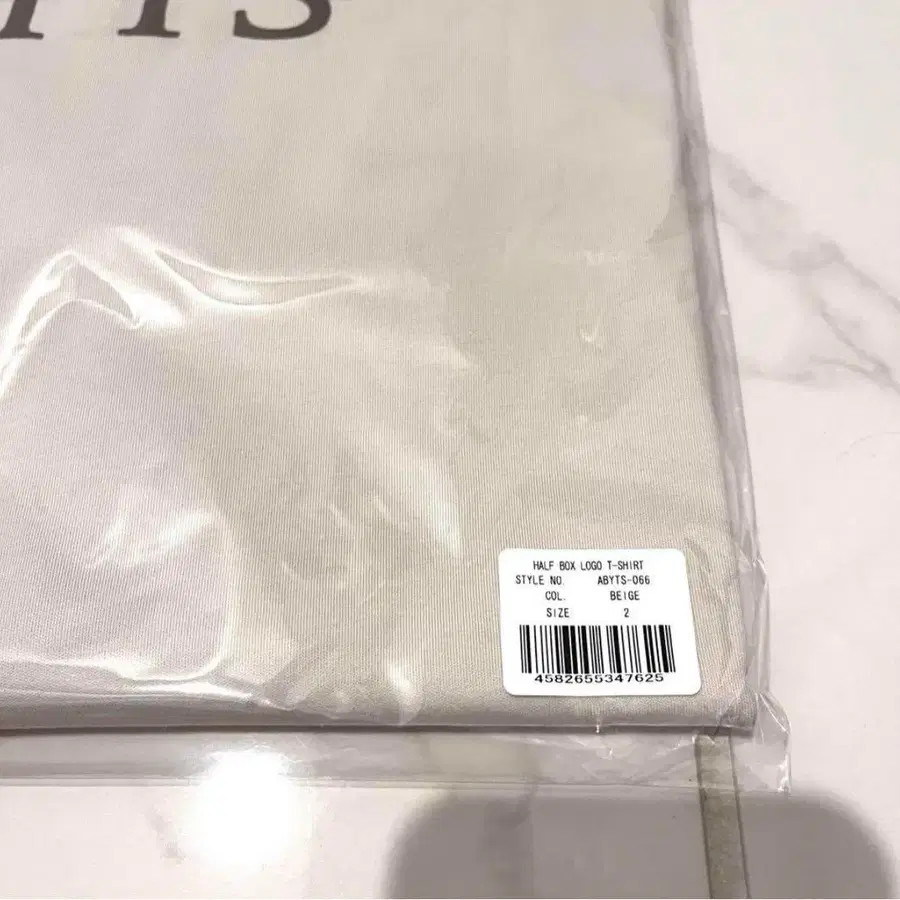 HALF BOX LOGO T-SHIRT
STYLE NO. ABYTS-066
COL. BEIGE
SIZE 2
4582655347625